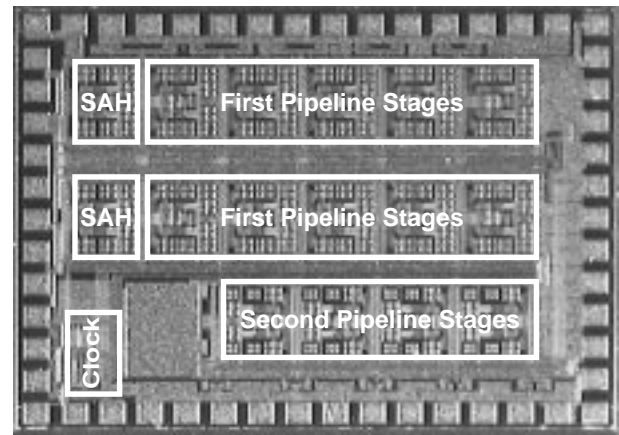 SAH
First Pipeline Stages
SAH
First Pipeline Stages
Second Pipeline Stages
Clock